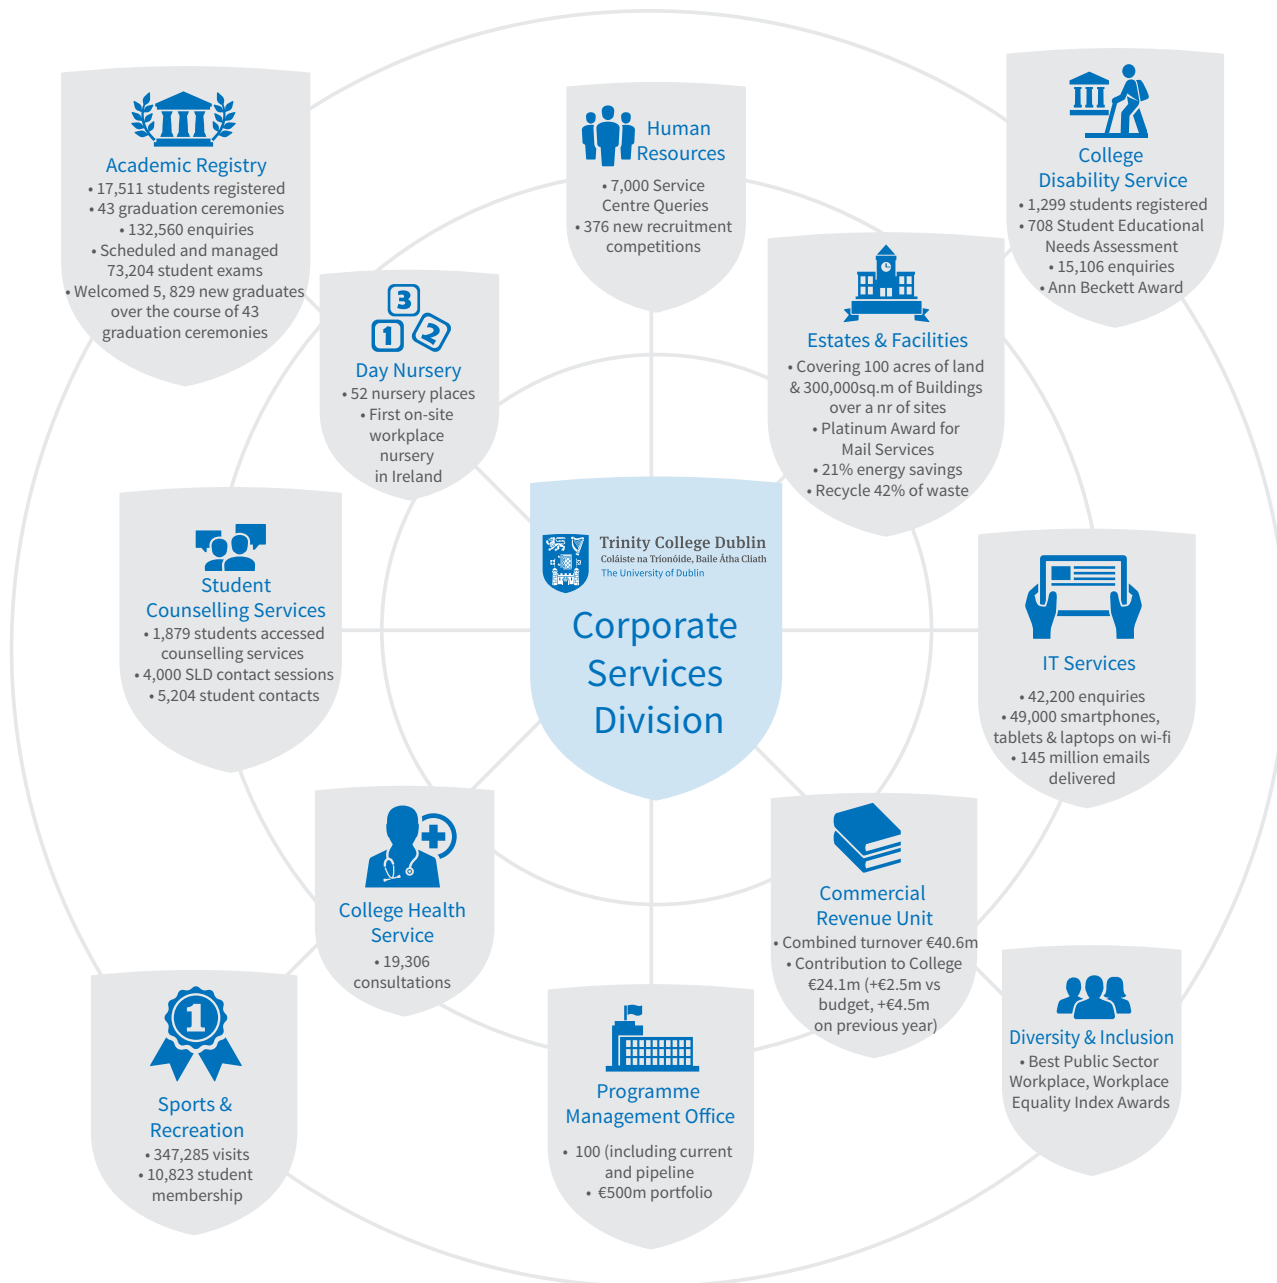 Academic Registry
• 17,511 students registered
• 43 graduation ceremonies
• 132,560 enquiries
• Scheduled and managed
73,204 student exams
• Welcomed 5, 829 new graduates
over the course of 43
graduation ceremonies
Human
Resources
• 7,000 Service
Centre Queries
• 376 new recruitment
competitions
College
Disability Service
• 1,299 students registered
• 708 Student Educational
Needs Assessment
• 15,106 enquiries
• Ann Beckett Award
3
1
2
Day Nursery
• 52 nursery places
• First on-site
workplace
nursery
in Ireland
Estates & Facilities
• Covering 100 acres of land
& 300,000sq.m of Buildings
over a nr of sites
• Platinum Award for
Mail Services
• 21% energy savings
• Recycle 42% of waste
Student
Counselling Services
• 1,879 students accessed
counselling services
• 4,000 SLD contact sessions
• 5,204 student contacts
Trinity College Dublin
Coláiste na Tríonóide, Baile Átha Cliath
The University of Dublin
Corporate
Services
Division
IT Services
• 42,200 enquiries
• 49,000 smartphones,
tablets & laptops on wi-fi
• 145 million emails
delivered
College Health
Service
• 19,306
consultations
Commercial
Revenue Unit
• Combined turnover €40.6m
• Contribution to College
€24.1m (+€2.5m vs
budget, +€4.5m
on previous year)
1
Sports &
Recreation
• 347,285 visits
• 10,823 student
membership
Programme
Management Office
• 100 (including current
and pipeline
• €500m portfolio
Diversity & Inclusion
• Best Public Sector
Workplace, Workplace
Equality Index Awards